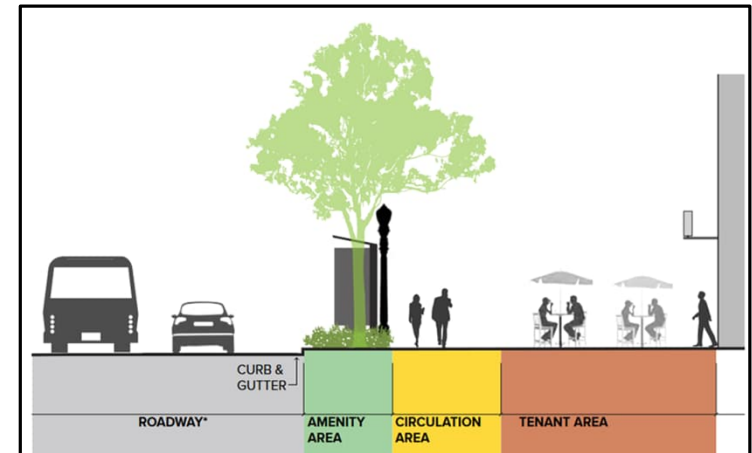 CURB &
GUTTER
ROADWAY*
AMENITY
AREA
CIRCULATION
AREA
TENANT AREA